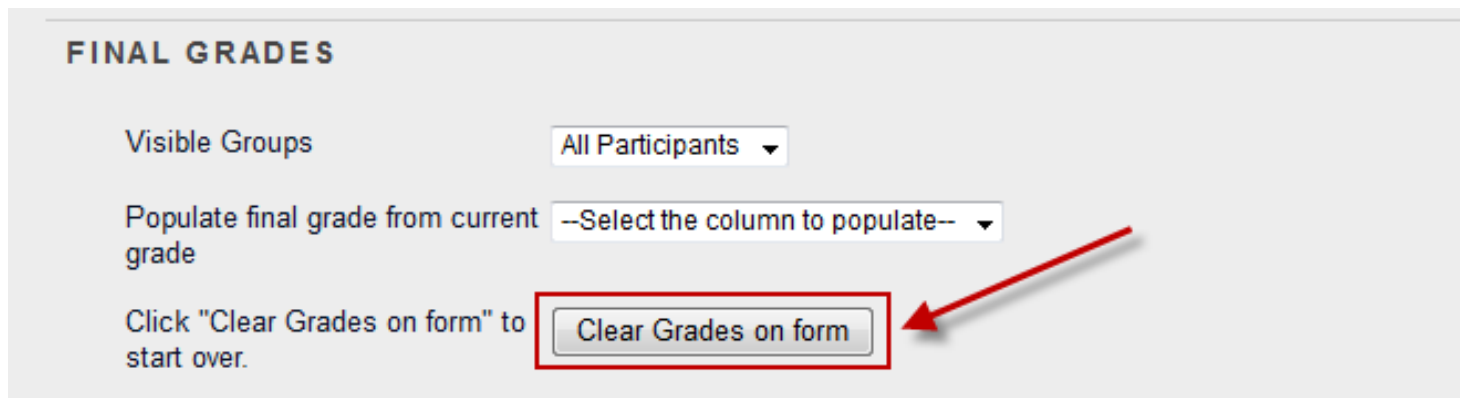 FINAL GRADES
Visible Groups
All Participants
Populate final grade from current
grade
--Select the column to populate--
Click "Clear Grades on form" to
start over.
Clear Grades on form